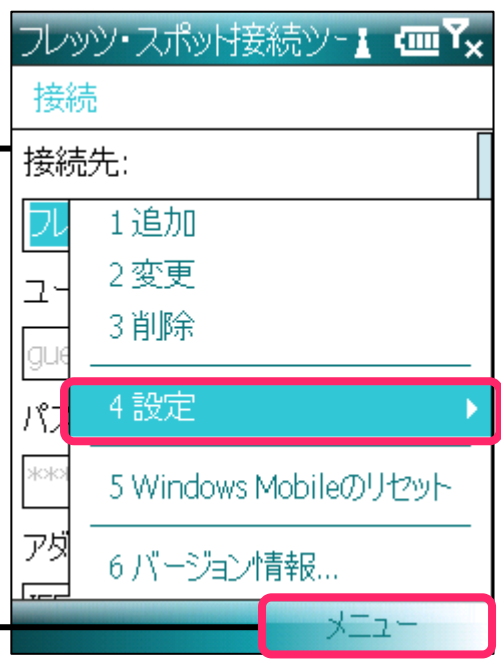 フレッツ・スポット接続ツー
接続
接続先:
フレ
1 追加
2 変更
ユー
3 削除
gue
4 設定
パス
***
5 Windows Mobileのリセット
アダ
6 バージョン情報...
メニュー